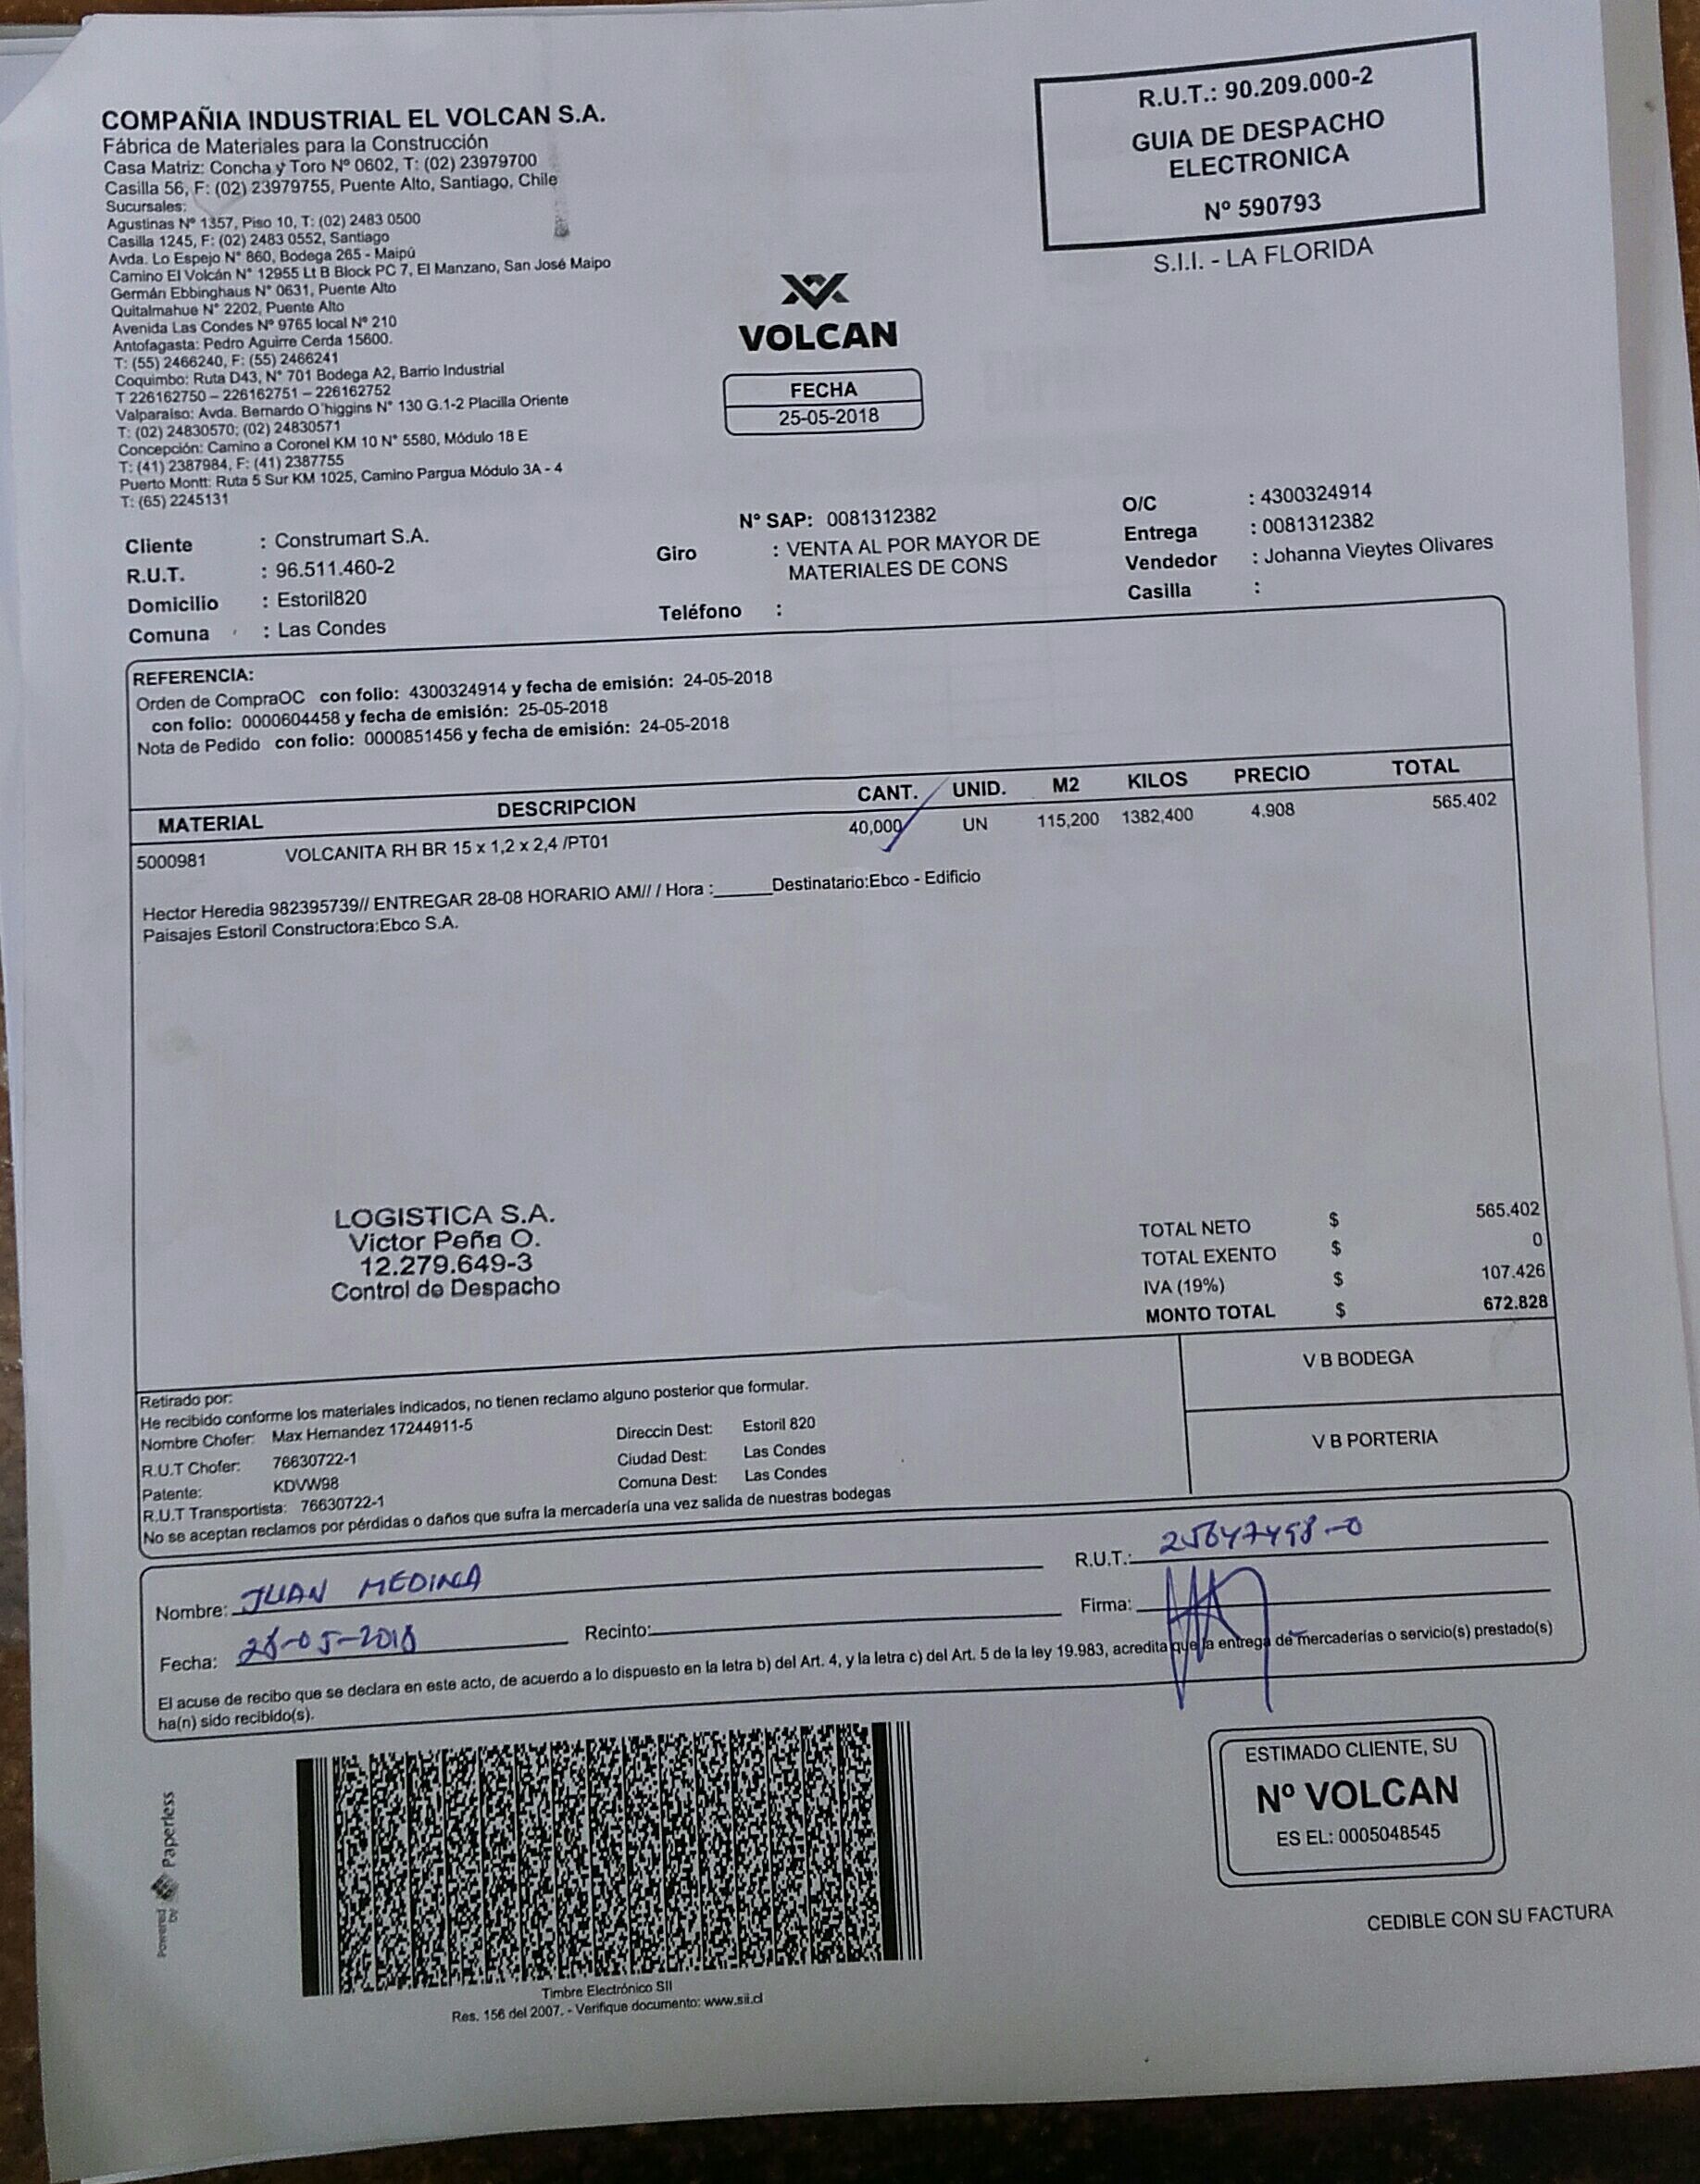 COMPAÑIA INDUSTRIAL EL VOLCAN S.A.
Fábrica de Materiales para la Construcción
Casa Matriz: Concha y Toro Nº 0602, T: (02) 23979700
Casilla 56, F: (02) 23979755, Puente Alto, Santiago, Chile
Sucursales:
Agustinas Nº 1357, Piso 10, T: (02) 2483 0500
Casilla 1245, F: (02) 2483 0552, Santiago
Avda. Lo Espejo N° 860, Bodega 265 - Maipú
Camino El Volcán N° 12955 Lt B Block PC 7, El Manzano, San José Maipo
Germán Ebbinghaus N° 0631, Puente Alto
Quitalmahue N° 2202, Puente Alto
Avenida Las Condes Nº 9765 local Nº 210
Antofagasta: Pedro Aguirre Cerda 15600.
T: (55) 2466240, F: (55) 2466241
Coquimbo: Ruta D43, N° 701 Bodega A2, Barrio Industrial
T 226162750 – 226162751 – 226162752
Valparaíso: Avda. Bernardo O'higgins N° 130 G.1-2 Placilla Oriente
T: (02) 24830570; (02) 24830571
Concepción: Camino a Coronel KM 10 N° 5580, Módulo 18 E
T: (41) 2387984, F: (41) 2387755
Puerto Montt: Ruta 5 Sur KM 1025, Camino Pargua Módulo 3A - 4
T: (65) 2245131
R.U.T.: 90.209.000-2
GUIA DE DESPACHO
ELECTRONICA
Nº 590793
S.I.I. - LA FLORIDA
VOLCAN
FECHA
25-05-2018
Cliente : Construmart S.A.
R.U.T. : 96.511.460-2
Domicilio : Estoril820
Comuna : Las Condes
Nº SAP: 0081312382
Giro : VENTA AL POR MAYOR DE
MATERIALES DE CONS
Teléfono :
O/C : 4300324914
Entrega : 0081312382
Vendedor : Johanna Vieytes Olivares
Casilla :
REFERENCIA:
Orden de CompraOC con folio: 4300324914 y fecha de emisión: 24-05-2018
con folio: 0000604458 y fecha de emisión: 25-05-2018
Nota de Pedido con folio: 0000851456 y fecha de emisión: 24-05-2018
MATERIAL DESCRIPCION CANT. UNID. M2 KILOS PRECIO TOTAL
5000981 VOLCANITA RH BR 15 x 1,2 x 2,4 /PT01 40,000 UN 115,200 1382,400 4.908 565.402
Hector Heredia 982395739// ENTREGAR 28-08 HORARIO AM// / Hora :______Destinatario:Ebco - Edificio
Paisajes Estoril Constructora:Ebco S.A.
LOGISTICA S.A.
Victor Peña O.
12.279.649-3
Control de Despacho
TOTAL NETO $ 565.402
TOTAL EXENTO $ 0
IVA (19%) $ 107.426
MONTO TOTAL $ 672.828
V B BODEGA
V B PORTERIA
Retirado por:
He recibido conforme los materiales indicados, no tienen reclamo alguno posterior que formular.
Nombre Chofer: Max Hernandez 17244911-5
R.U.T Chofer: 76630722-1
Patente: KDVW98
R.U.T Transportista: 76630722-1
Direccin Dest: Estoril 820
Ciudad Dest: Las Condes
Comuna Dest: Las Condes
No se aceptan reclamos por pérdidas o daños que sufra la mercadería una vez salida de nuestras bodegas
Nombre: JUAN MEDINA
R.U.T.: 25647498-0
Fecha: 28-05-2018
Recinto:
Firma:
El acuse de recibo que se declara en este acto, de acuerdo a lo dispuesto en la letra b) del Art. 4, y la letra c) del Art. 5 de la ley 19.983, acredita que la entrega de mercaderías o servicio(s) prestado(s)
ha(n) sido recibido(s).
Powered by Paperless
Timbre Electrónico SII
Res. 156 del 2007. - Verifique documento: www.sii.cl
ESTIMADO CLIENTE, SU
Nº VOLCAN
ES EL: 0005048545
CEDIBLE CON SU FACTURA